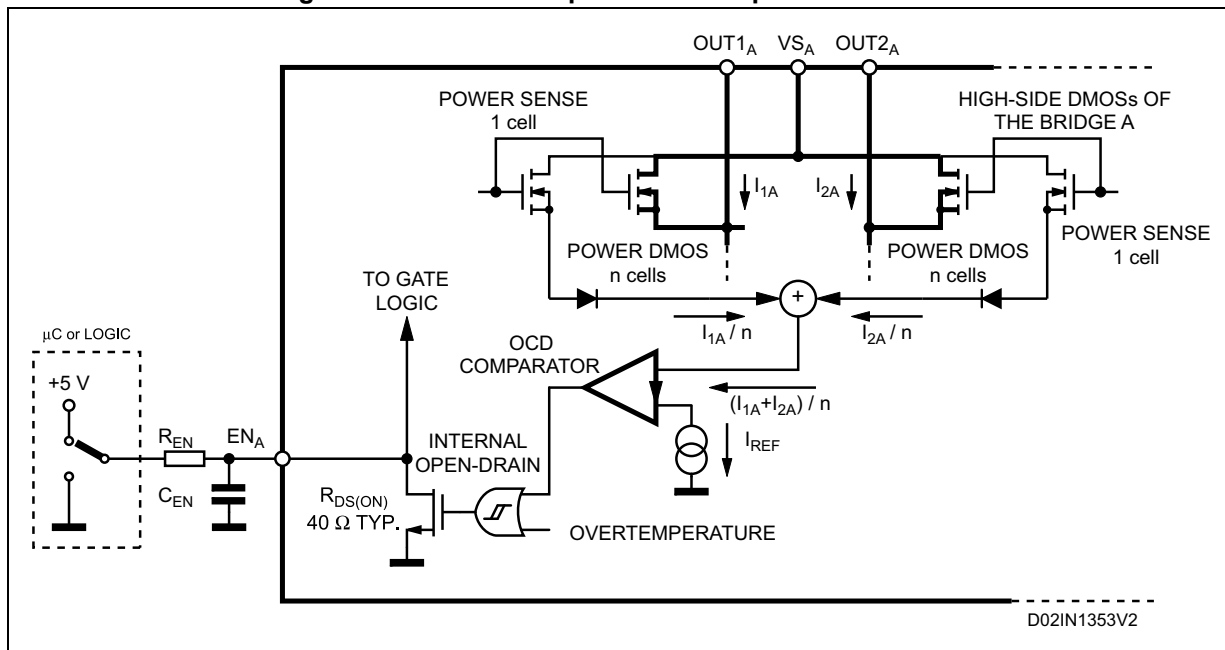 OUT1A VSA OUT2A
POWER SENSE
1 cell
HIGH-SIDE DMOSs OF
THE BRIDGE A
I1A
I2A
POWER DMOS
n cells
POWER DMOS
n cells
POWER SENSE
1 cell
TO GATE
LOGIC
+
I1A / n
I2A / n
μC or LOGIC
+5 V
OCD
COMPARATOR
(I1A+I2A) / n
IREF
REN
ENA
CEN
INTERNAL
OPEN-DRAIN
RDS(ON)
40 Ω TYP.
OVERTEMPERATURE
D02IN1353V2